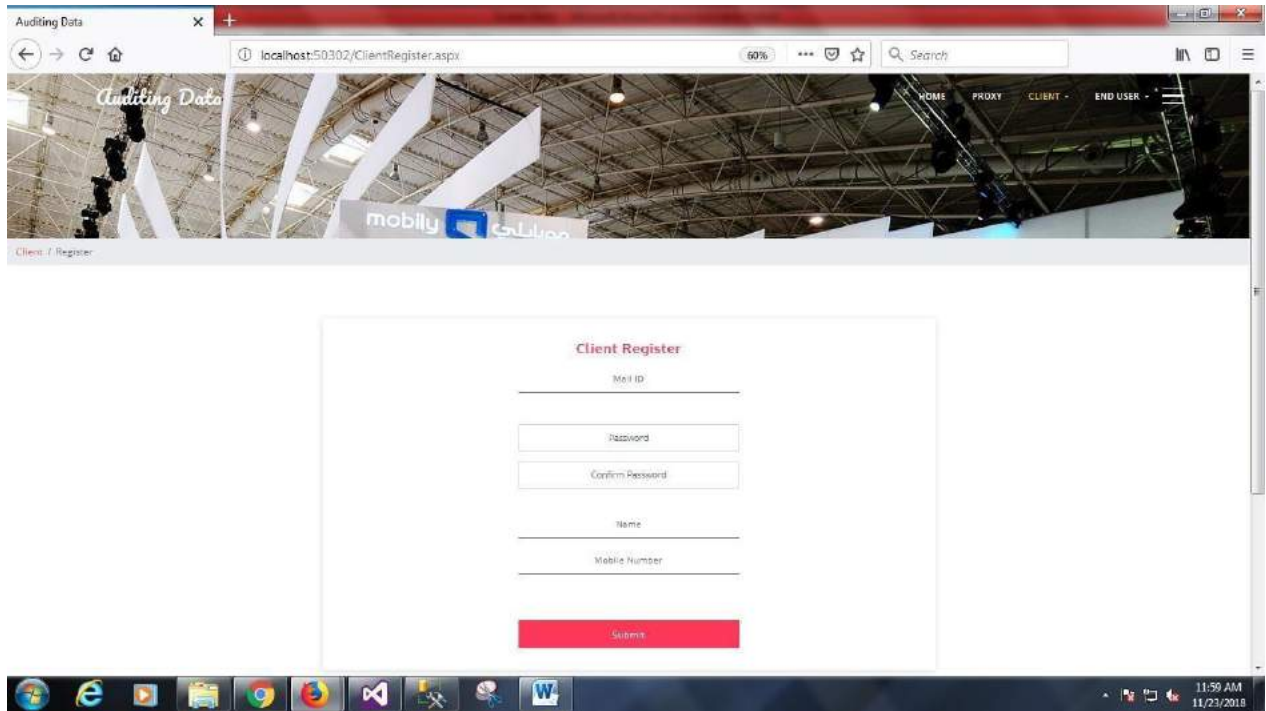 Auditing Data
localhost:50302/ClientRegister.aspx
60%
Search
Auditing Data
HOME PROXY CLIENT - END USER -
mobily موبايلي
Client / Register
Client Register
Mail ID
Password
Confirm Password
Name
Mobile Number
Submit
11:59 AM
11/23/2018